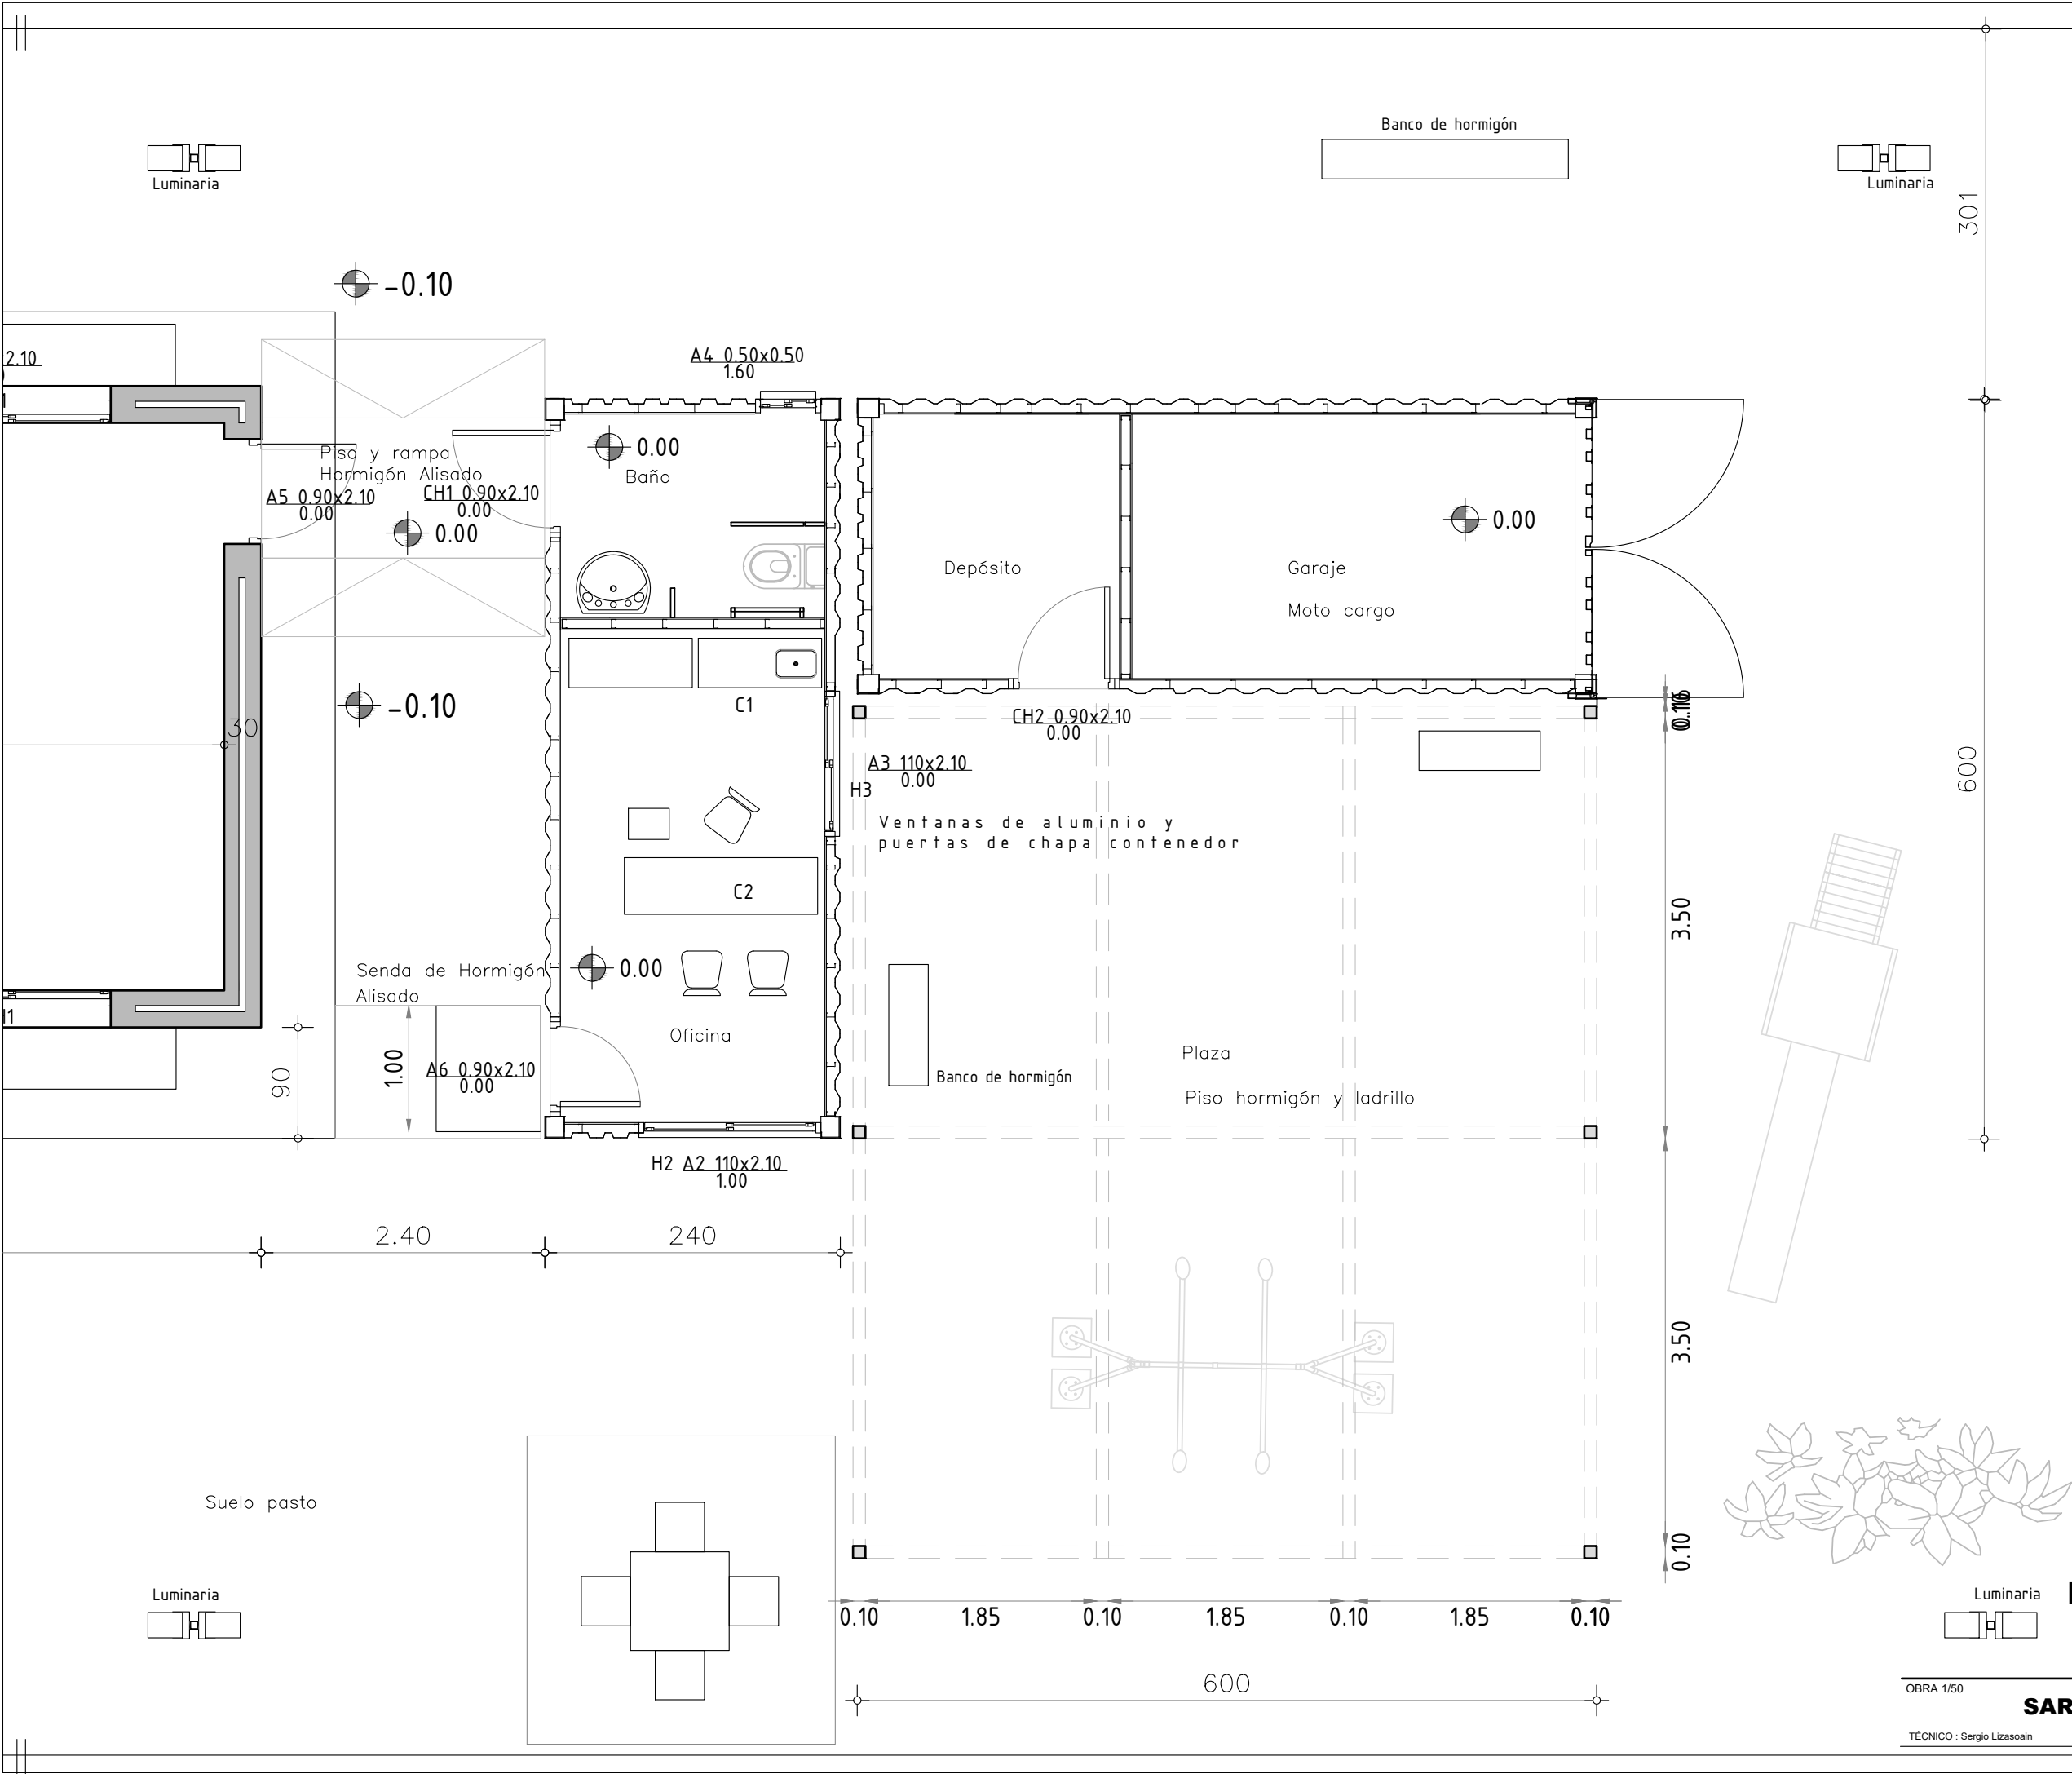 Banco de hormigón
Luminaria
Luminaria
301
-0.10
2.10
A4 0.50x0.50
1.60
0.00
Baño
Piso y rampa
Hormigón Alisado
A5 0.90x2.10
0.00
CH1 0.90x2.10
0.00
0.00
0.00
Depósito
Garaje
Moto cargo
-0.10
30
C1
CH2 0.90x2.10
0.00
A3 110x2.10
0.00
H3
600
Ventanas de aluminio y
puertas de chapa contenedor
C2
3.50
Senda de Hormigón
Alisado
0.00
Oficina
90
1.00
A6 0.90x2.10
0.00
Banco de hormigón
Plaza
Piso hormigón y ladrillo
H2 A2 110x2.10
1.00
2.40
240
3.50
Suelo pasto
0.10
Luminaria
Luminaria
0.10
1.85
0.10
1.85
0.10
1.85
0.10
600
OBRA 1/50
SAR
TÉCNICO : Sergio Lizasoain